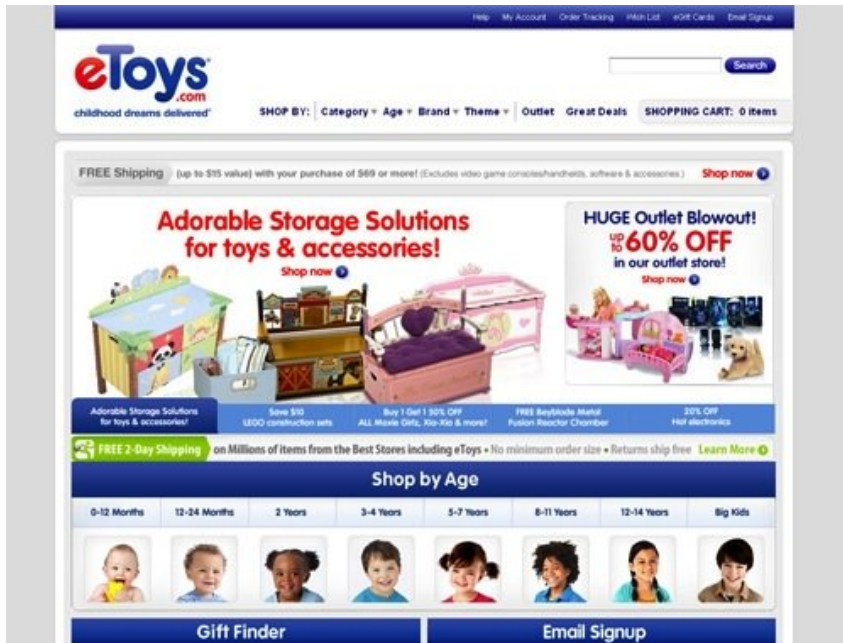 Help My Account Order Tracking Wish List eGift Cards Email Signup
eToys.com
childhood dreams delivered
Search
SHOP BY: Category Age Brand Theme Outlet Great Deals SHOPPING CART: 0 items
FREE Shipping (up to $15 value) with your purchase of $69 or more! (Excludes video game consoles/handhelds, software & accessories.) Shop now
Adorable Storage Solutions
for toys & accessories!
Shop now
HUGE Outlet Blowout!
up to 60% OFF
in our outlet store!
Shop now
Adorable Storage Solutions
for toys & accessories!
Save $10
LEGO construction sets
Buy 1 Get 1 50% OFF
ALL Moxie Girlz, Xia-Xia & more!
FREE Beyblade Metal
Fusion Reactor Chamber
20% OFF
Hot electronics
FREE 2-Day Shipping on Millions of items from the Best Stores including eToys • No minimum order size • Returns ship free Learn More
Shop by Age
0-12 Months 12-24 Months 2 Years 3-4 Years 5-7 Years 8-11 Years 12-14 Years Big Kids
Gift Finder Email Signup